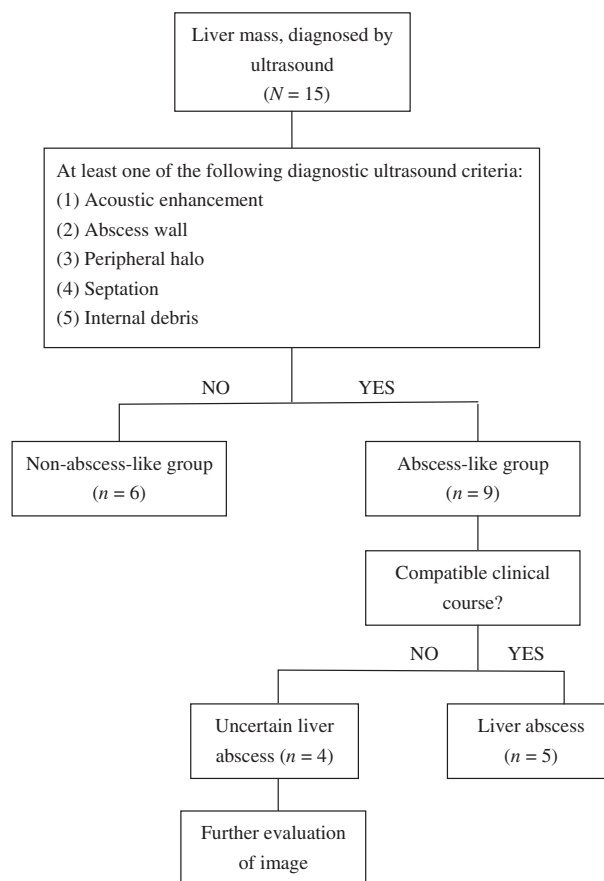 Liver mass, diagnosed by
ultrasound
(N = 15)
At least one of the following diagnostic ultrasound criteria:
(1) Acoustic enhancement
(2) Abscess wall
(3) Peripheral halo
(4) Septation
(5) Internal debris
NO YES
Non-abscess-like group
(n = 6)
Abscess-like group
(n = 9)
Compatible clinical
course?
NO YES
Uncertain liver
abscess (n = 4)
Liver abscess
(n = 5)
Further evaluation
of image